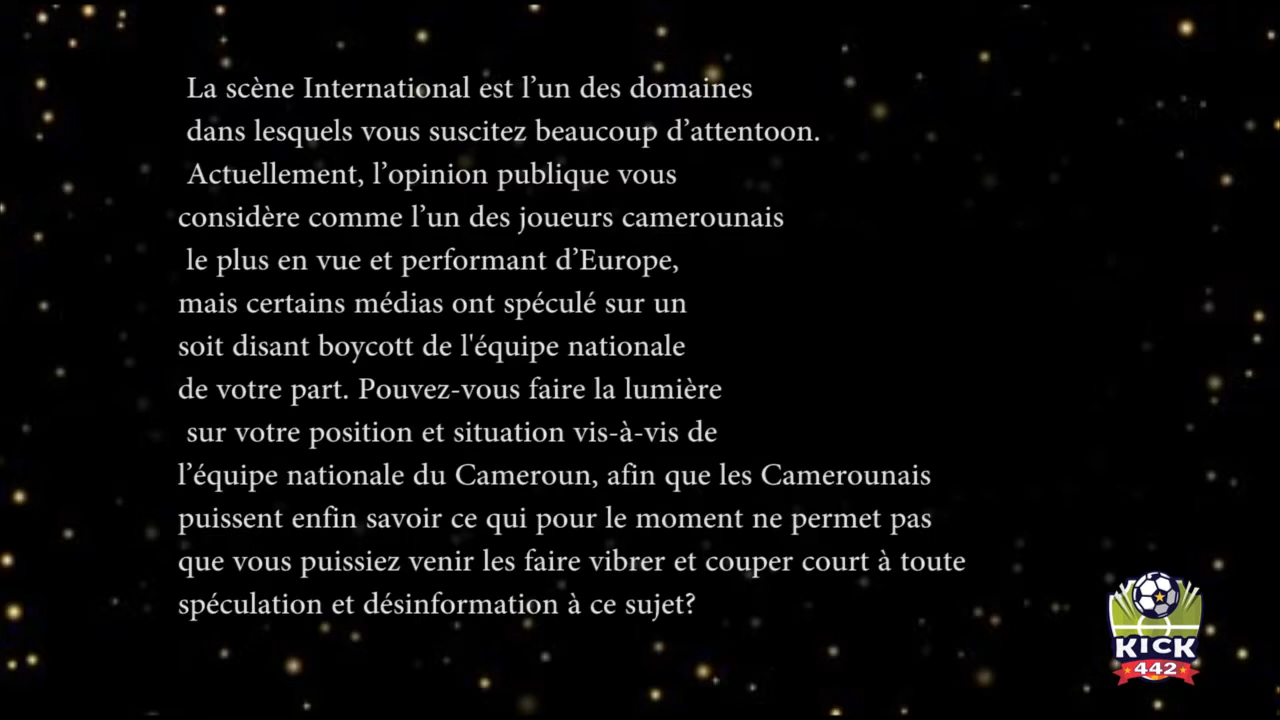 La scène International est l’un des domaines
dans lesquels vous suscitez beaucoup d’attentoon.
Actuellement, l’opinion publique vous
considère comme l’un des joueurs camerounais
le plus en vue et performant d’Europe,
mais certains médias ont spéculé sur un
soit disant boycott de l'équipe nationale
de votre part. Pouvez-vous faire la lumière
sur votre position et situation vis-à-vis de
l’équipe nationale du Cameroun, afin que les Camerounais
puissent enfin savoir ce qui pour le moment ne permet pas
que vous puissiez venir les faire vibrer et couper court à toute
spéculation et désinformation à ce sujet?
KICK
442